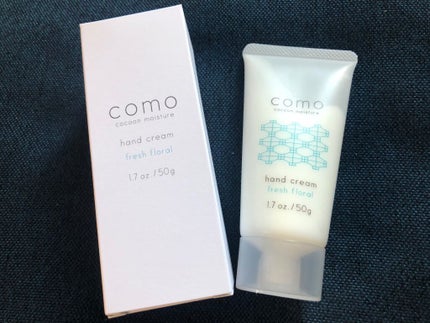 como
cocoon moisture
hand cream
fresh floral
1.7 oz. / 50g
como
cocoon moisture
hand cream
fresh floral
1.7 oz. / 50g